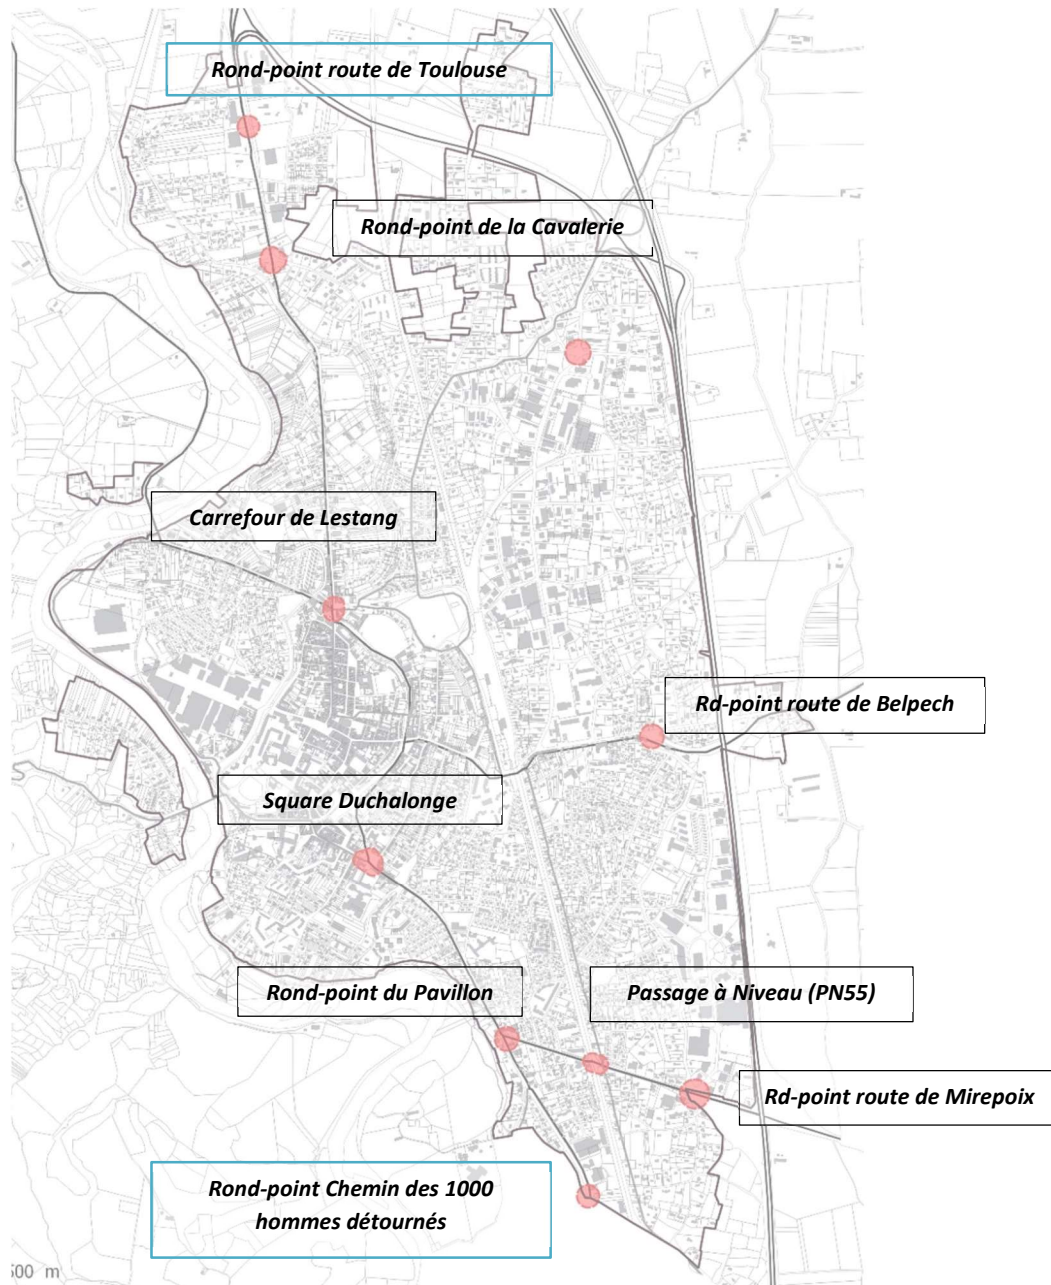 Rond-point route de Toulouse
Rond-point de la Cavalerie
Carrefour de Lestang
Rd-point route de Belpech
Square Duchalonge
Rond-point du Pavillon
Passage à Niveau (PN55)
Rd-point route de Mirepoix
Rond-point Chemin des 1000
hommes détournés
00 m